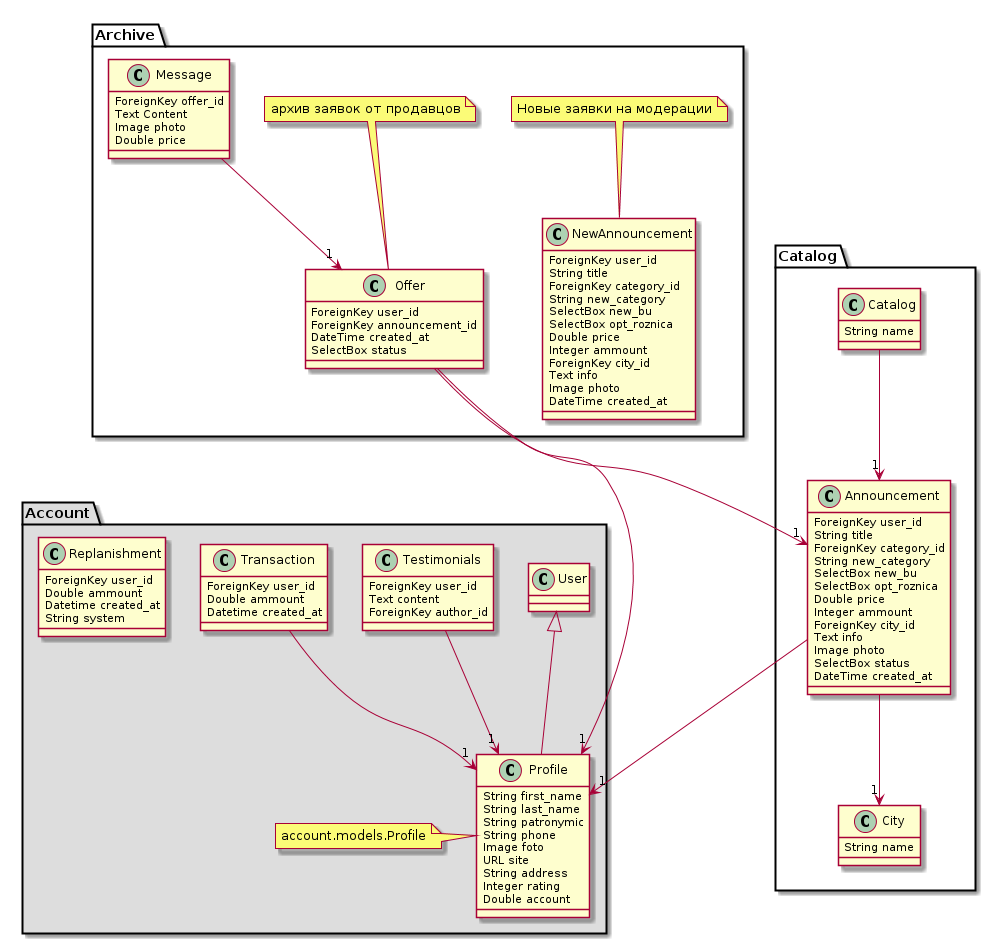 Archive
C Message
ForeignKey offer_id
Text Content
Image photo
Double price
архив заявок от продавцов
Новые заявки на модерации
1
C Offer
ForeignKey user_id
ForeignKey announcement_id
DateTime created_at
SelectBox status
C NewAnnouncement
ForeignKey user_id
String title
ForeignKey category_id
String new_category
SelectBox new_bu
SelectBox opt_roznica
Double price
Integer ammount
ForeignKey city_id
Text info
Image photo
DateTime created_at
Catalog
C Catalog
String name
1
C Announcement
ForeignKey user_id
String title
ForeignKey category_id
String new_category
SelectBox new_bu
SelectBox opt_roznica
Double price
Integer ammount
ForeignKey city_id
Text info
Image photo
SelectBox status
DateTime created_at
1
1
C City
String name
Account
C Replanishment
ForeignKey user_id
Double ammount
Datetime created_at
String system
C Transaction
ForeignKey user_id
Double ammount
Datetime created_at
C Testimonials
ForeignKey user_id
Text content
ForeignKey author_id
C User
1
1
1
1
C Profile
String first_name
String last_name
String patronymic
String phone
Image foto
URL site
String address
Integer rating
Double account
account.models.Profile